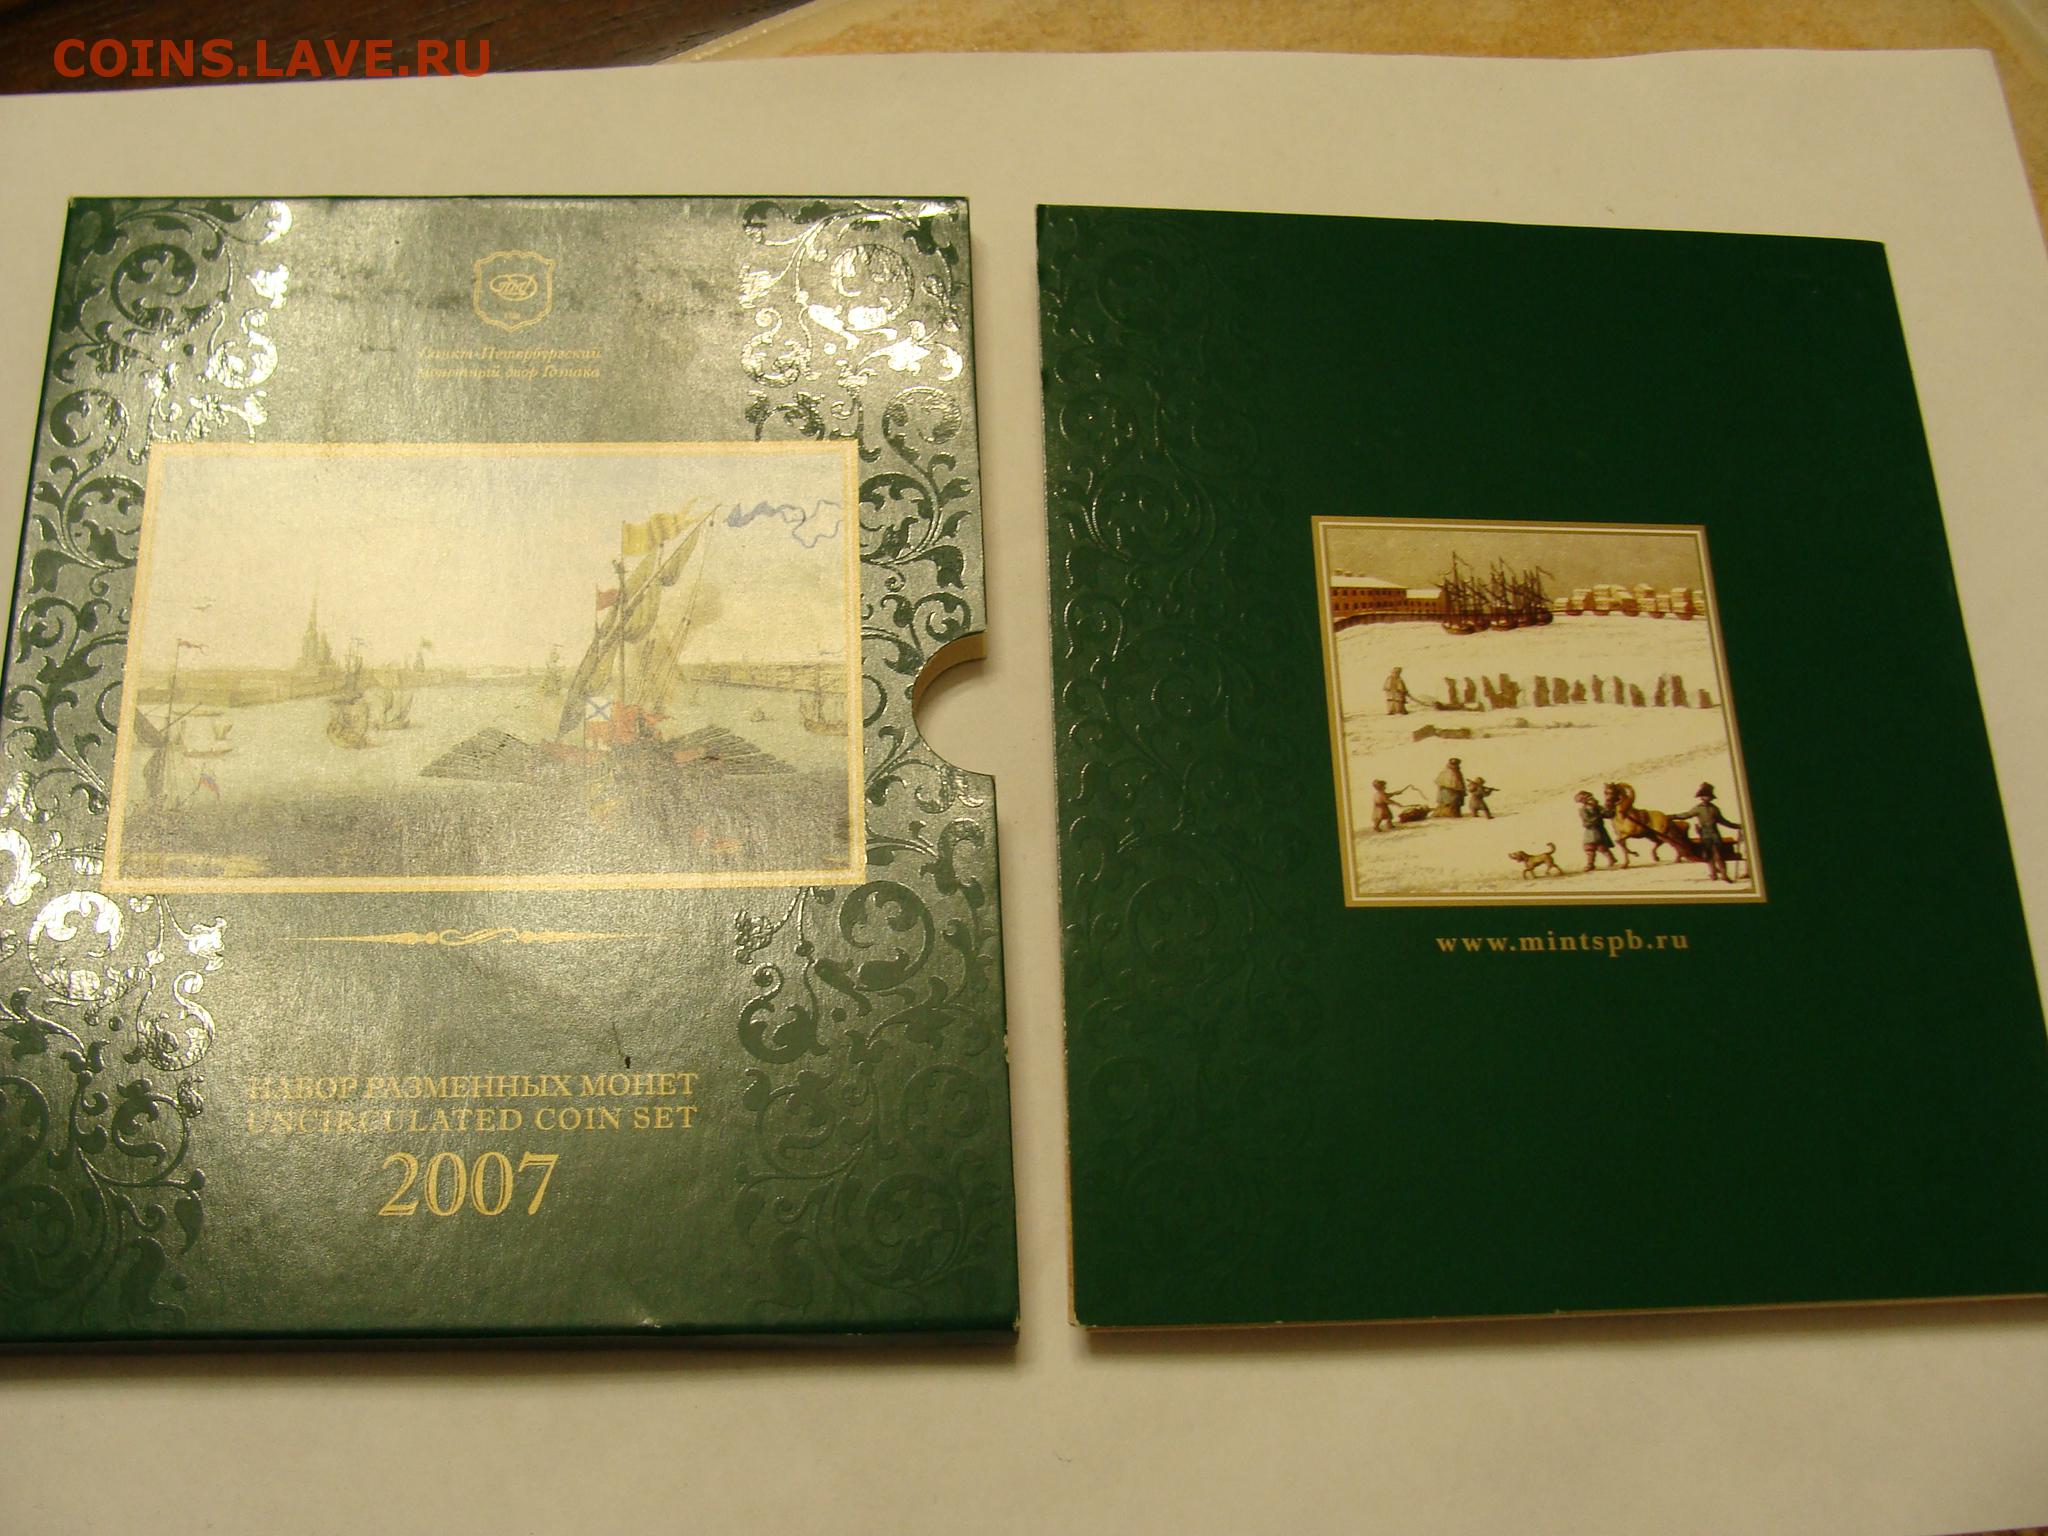 COINS.LAVE.RU
Санкт-Петербургский
монетный двор Гознака
НАБОР РАЗМЕННЫХ МОНЕТ
UNCIRCULATED COIN SET
2007
www.mintspb.ru